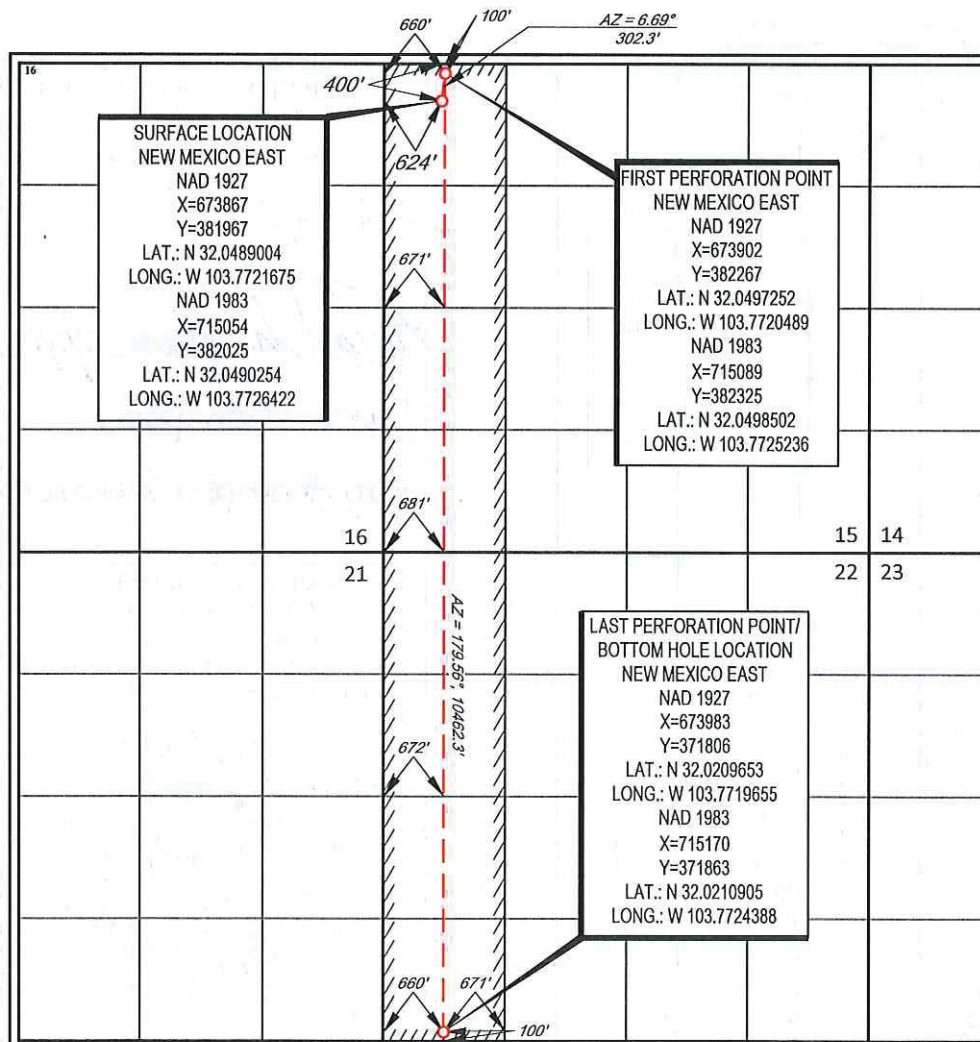 660'
100'
AZ = 6.69°
302.3'
16
400'
624'
SURFACE LOCATION
NEW MEXICO EAST
NAD 1927
X=673867
Y=381967
LAT.: N 32.0489004
LONG.: W 103.7721675
NAD 1983
X=715054
Y=382025
LAT.: N 32.0490254
LONG.: W 103.7726422
FIRST PERFORATION POINT
NEW MEXICO EAST
NAD 1927
X=673902
Y=382267
LAT.: N 32.0497252
LONG.: W 103.7720489
NAD 1983
X=715089
Y=382325
LAT.: N 32.0498502
LONG.: W 103.7725236
671'
681'
16
15
14
21
22
23
AZ = 179.56°, 10462.3'
LAST PERFORATION POINT/
BOTTOM HOLE LOCATION
NEW MEXICO EAST
NAD 1927
X=673983
Y=371806
LAT.: N 32.0209653
LONG.: W 103.7719655
NAD 1983
X=715170
Y=371863
LAT.: N 32.0210905
LONG.: W 103.7724388
672'
660'
671'
100'